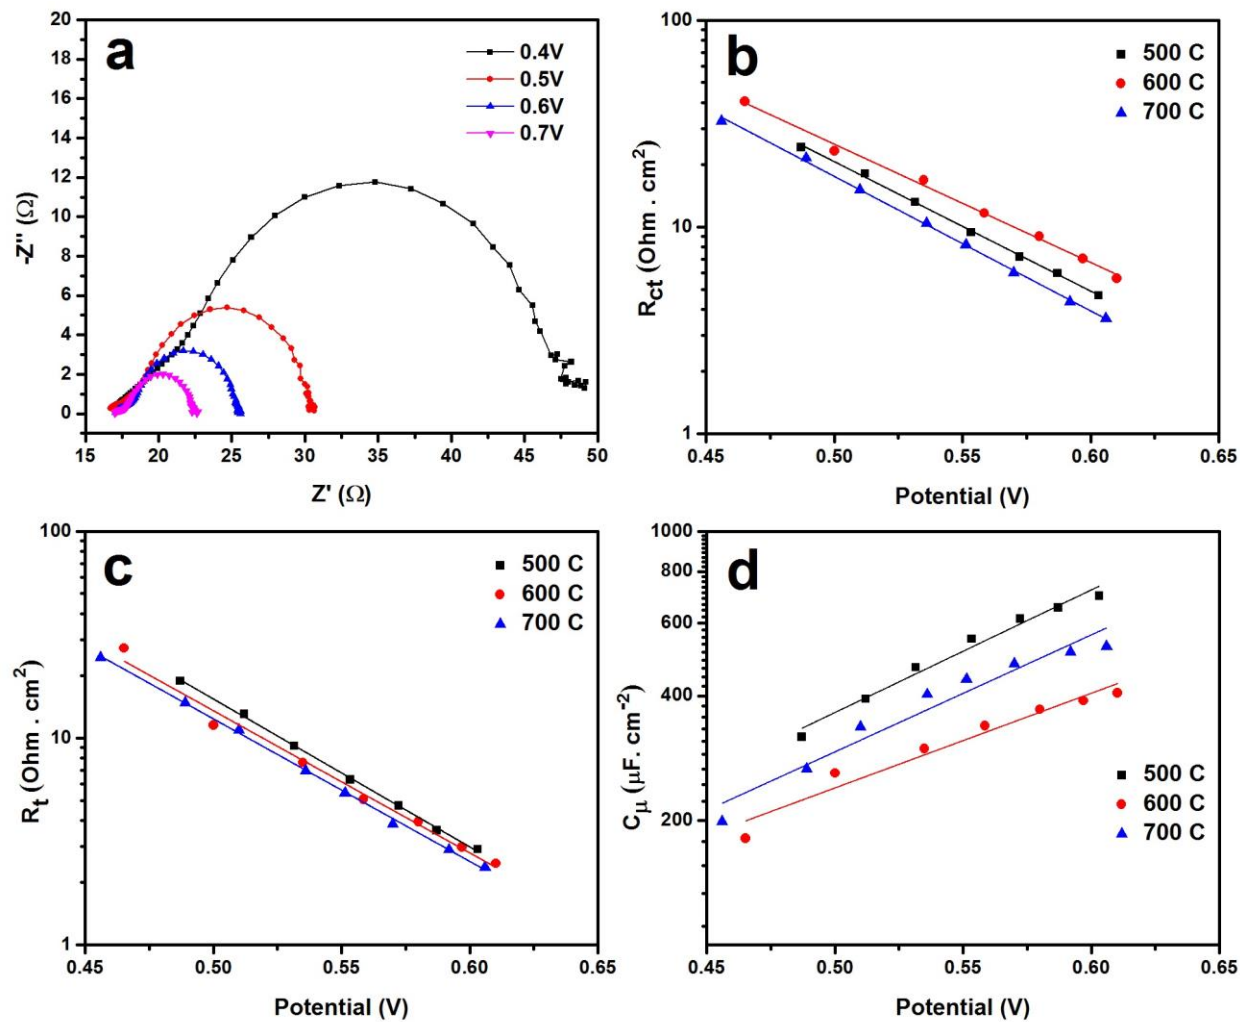 a
20
18
16
14
12
10
8
6
4
2
0
-Z'' (Ω)
0.4V
0.5V
0.6V
0.7V
15 20 25 30 35 40 45 50
Z' (Ω)
b
100
10
1
R_ct (Ohm . cm²)
500 C
600 C
700 C
0.45 0.50 0.55 0.60 0.65
Potential (V)
c
100
10
1
R_t (Ohm . cm²)
500 C
600 C
700 C
0.45 0.50 0.55 0.60 0.65
Potential (V)
d
1000
800
600
400
200
C_μ (μF. cm⁻²)
500 C
600 C
700 C
0.45 0.50 0.55 0.60 0.65
Potential (V)